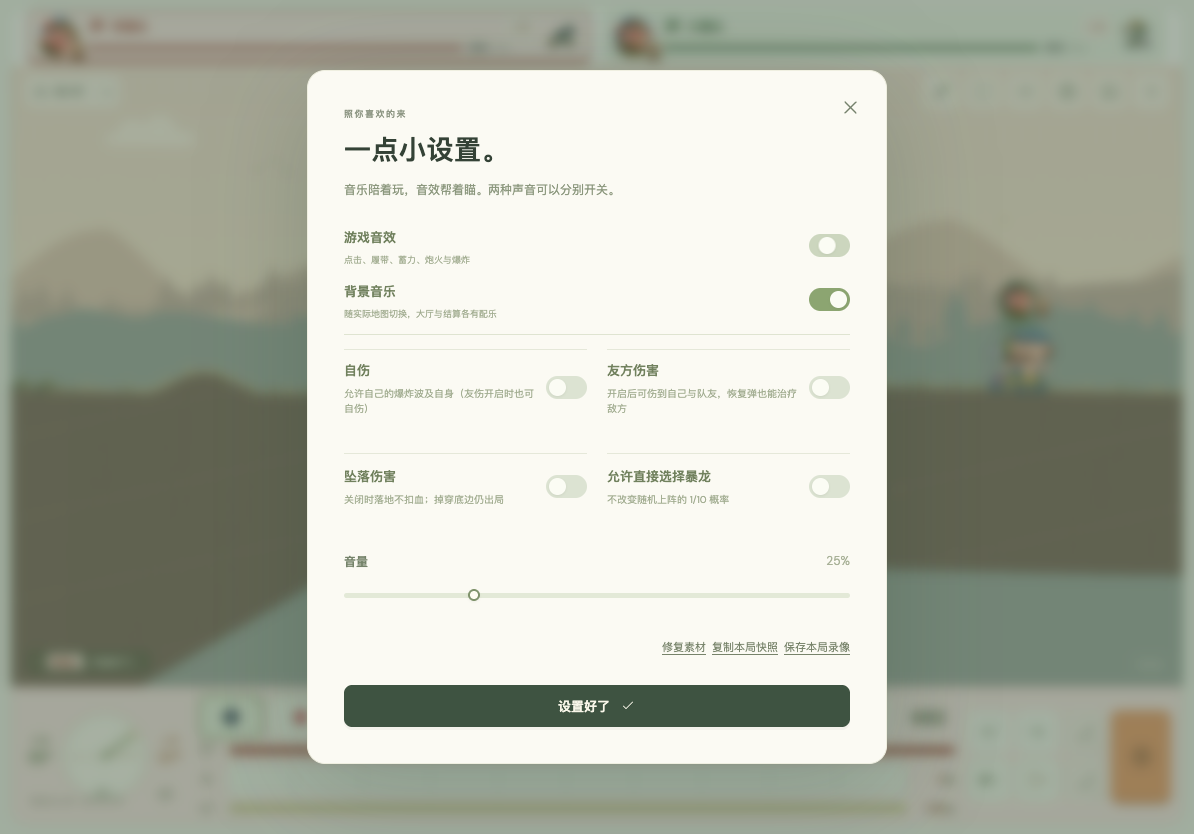 照你喜欢的来
一点小设置。
音乐陪着玩，音效帮着瞄。两种声音可以分别开关。
游戏音效
点击、履带、蓄力、炮火与爆炸
背景音乐
随实际地图切换，大厅与结算各有配乐
自伤
允许自己的爆炸波及自身（友伤开启时也可
自伤）
友方伤害
开启后可伤到自己与队友，恢复弹也能治疗
敌方
坠落伤害
关闭时落地不扣血；掉穿底边仍出局
允许直接选择暴龙
不改变随机上阵的 1/10 概率
音量
25%
修复素材 复制本局快照 保存本局录像
设置好了